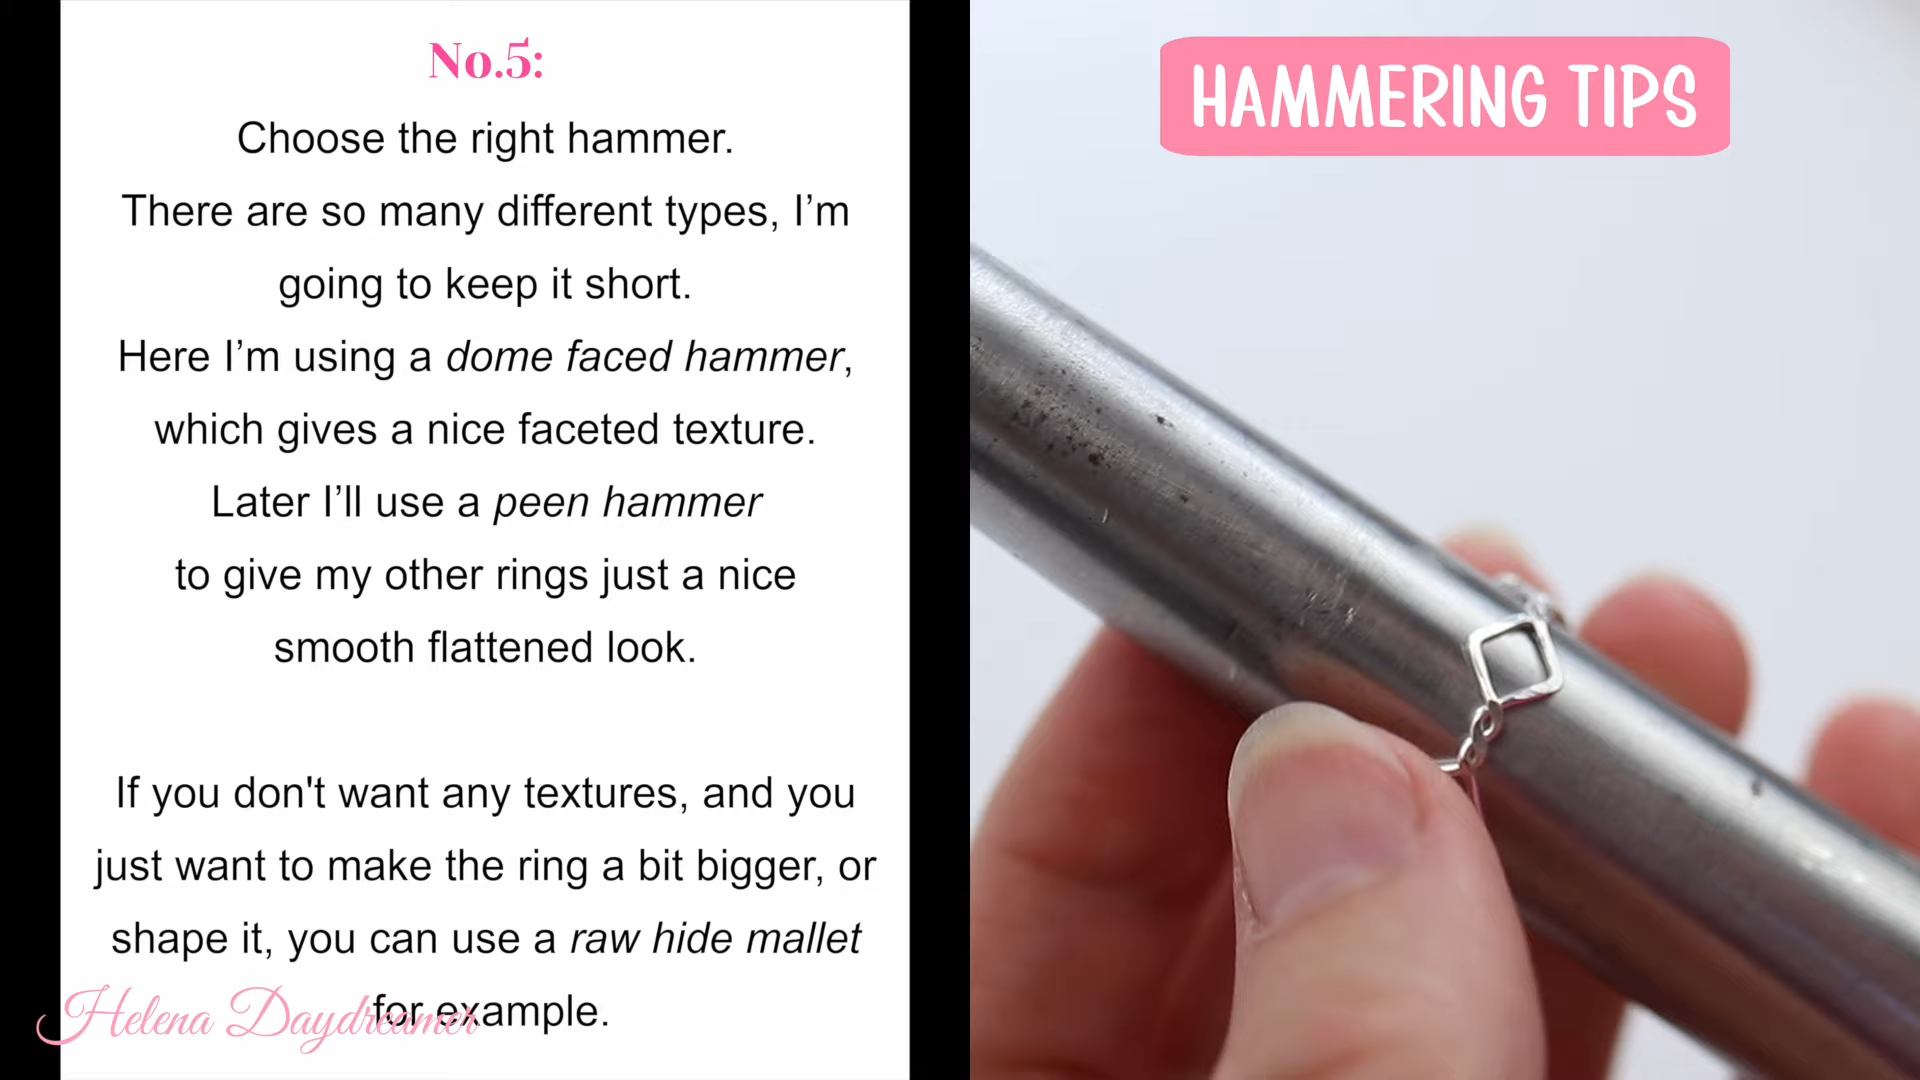 No.5:
Choose the right hammer.
There are so many different types, I’m
going to keep it short.
Here I’m using a dome faced hammer,
which gives a nice faceted texture.
Later I’ll use a peen hammer
to give my other rings just a nice
smooth flattened look.
If you don't want any textures, and you
just want to make the ring a bit bigger, or
shape it, you can use a raw hide mallet
for example.
Helena Daydreamer
HAMMERING TIPS